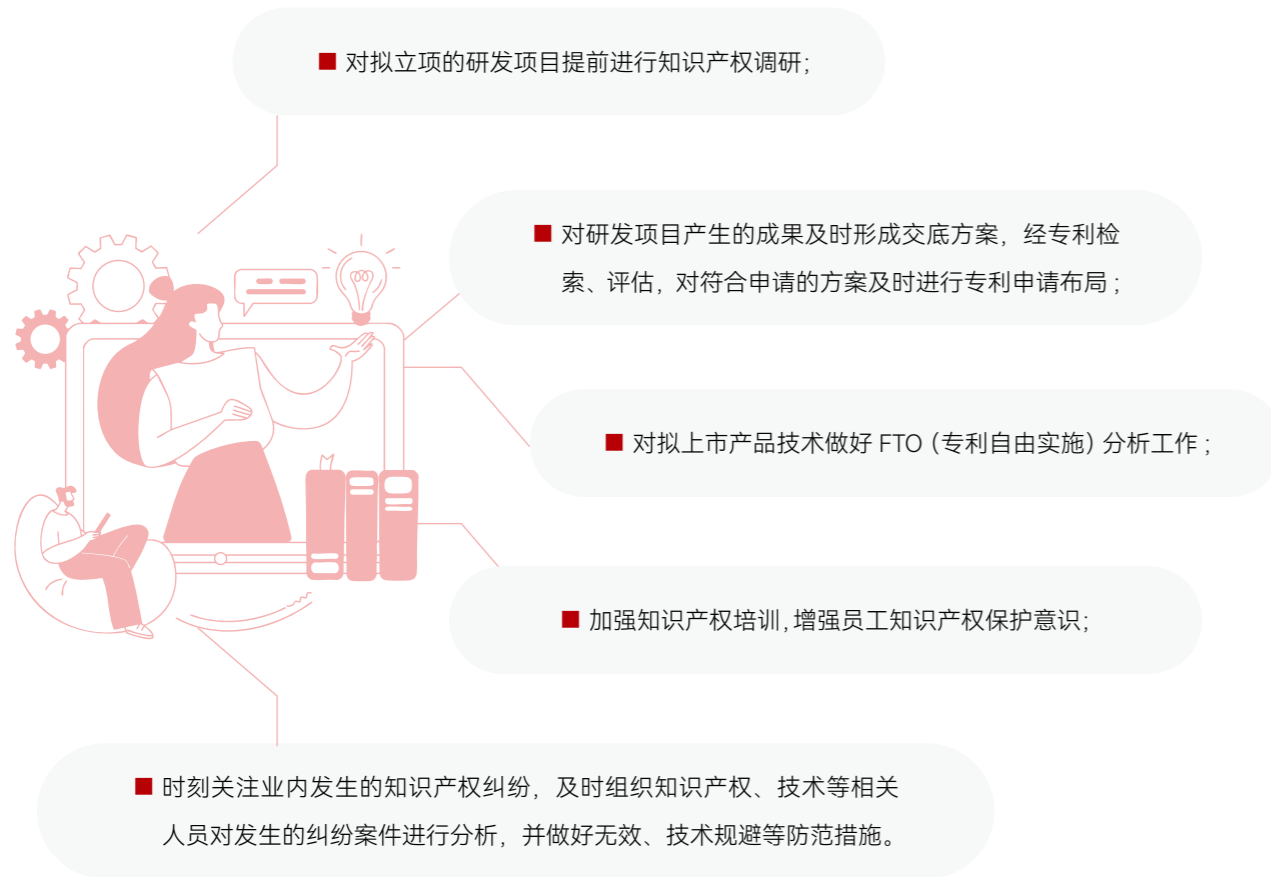 ■ 对拟立项的研发项目提前进行知识产权调研；
■ 对研发项目产生的成果及时形成交底方案，经专利检
索、评估，对符合申请的方案及时进行专利申请布局；
■ 对拟上市产品技术做好 FTO（专利自由实施）分析工作；
■ 加强知识产权培训，增强员工知识产权保护意识；
■ 时刻关注业内发生的知识产权纠纷，及时组织知识产权、技术等相关
人员对发生的纠纷案件进行分析，并做好无效、技术规避等防范措施。